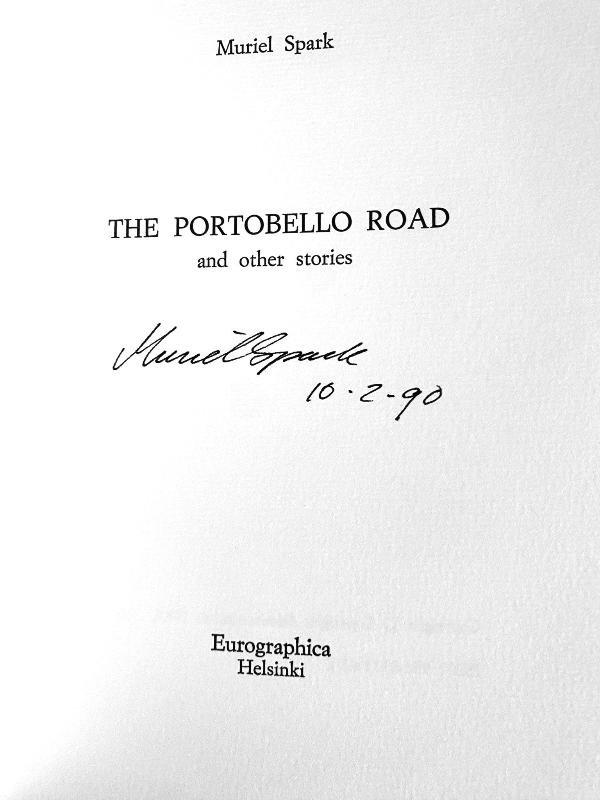 Muriel Spark
THE PORTOBELLO ROAD
and other stories
Muriel Spark
10-2-90
Eurographica
Helsinki